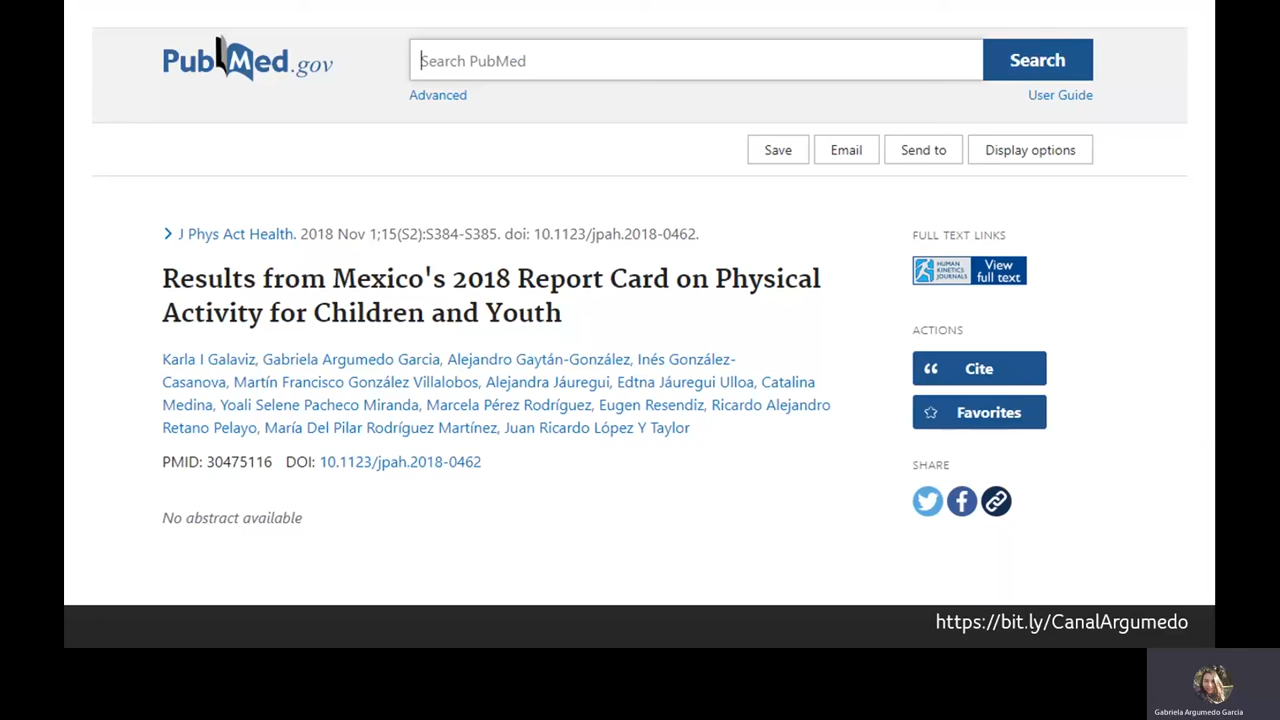 PubMed.gov
Search PubMed
Search
Advanced
User Guide
Save
Email
Send to
Display options
J Phys Act Health. 2018 Nov 1;15(S2):S384-S385. doi: 10.1123/jpah.2018-0462.
Results from Mexico's 2018 Report Card on Physical
Activity for Children and Youth
Karla I Galaviz, Gabriela Argumedo Garcia, Alejandro Gaytán-González, Inés González-
Casanova, Martín Francisco González Villalobos, Alejandra Jáuregui, Edtna Jáuregui Ulloa, Catalina
Medina, Yoali Selene Pacheco Miranda, Marcela Pérez Rodríguez, Eugen Resendiz, Ricardo Alejandro
Retano Pelayo, María Del Pilar Rodríguez Martínez, Juan Ricardo López Y Taylor
PMID: 30475116 DOI: 10.1123/jpah.2018-0462
No abstract available
FULL TEXT LINKS
HUMAN
KINETICS
JOURNALS
View
full text
ACTIONS
Cite
Favorites
SHARE
https://bit.ly/CanalArgumedo
Gabriela Argumedo Garcia